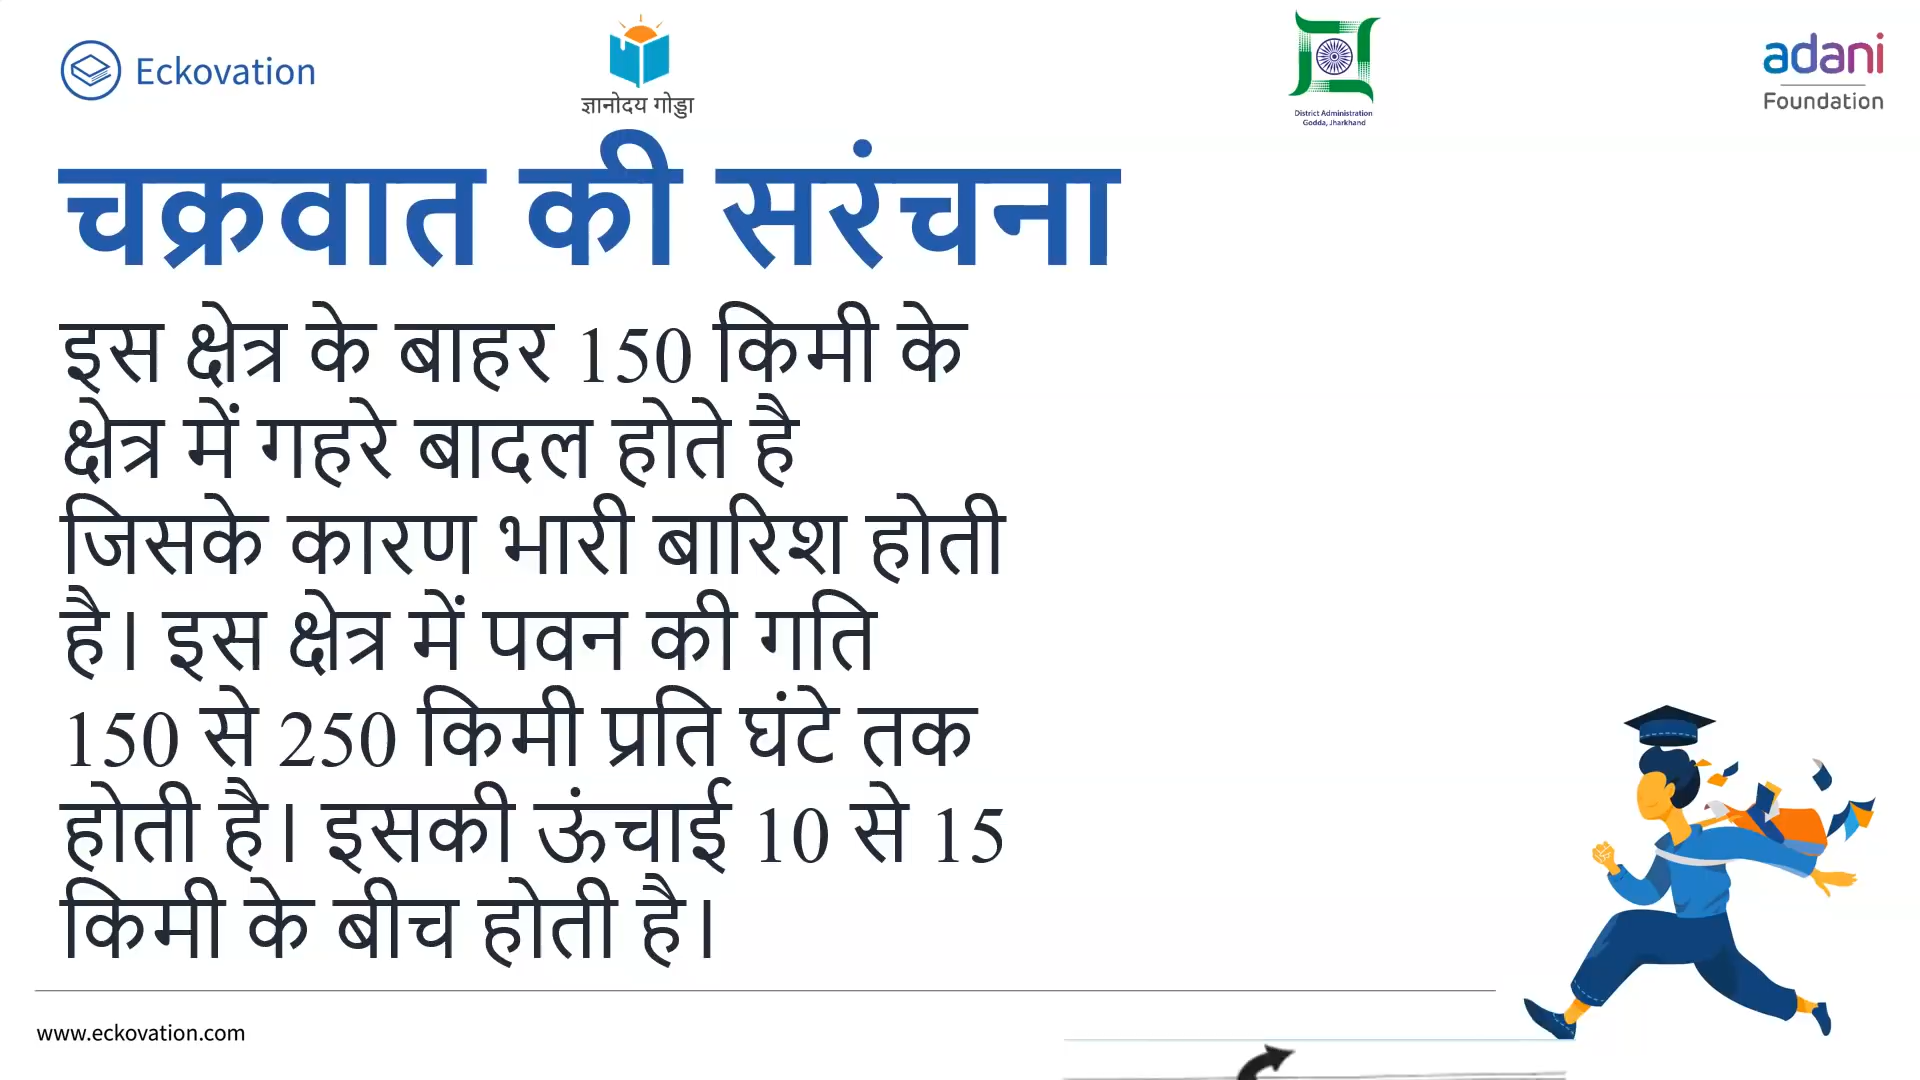 Eckovation
ज्ञानोदय गोड्डा
District Administration
Godda, Jharkhand
adani
Foundation
चक्रवात की सरंचना
इस क्षेत्र के बाहर 150 किमी के
क्षेत्र में गहरे बादल होते है
जिसके कारण भारी बारिश होती
है। इस क्षेत्र में पवन की गति
150 से 250 किमी प्रति घंटे तक
होती है। इसकी ऊंचाई 10 से 15
किमी के बीच होती है।
www.eckovation.com